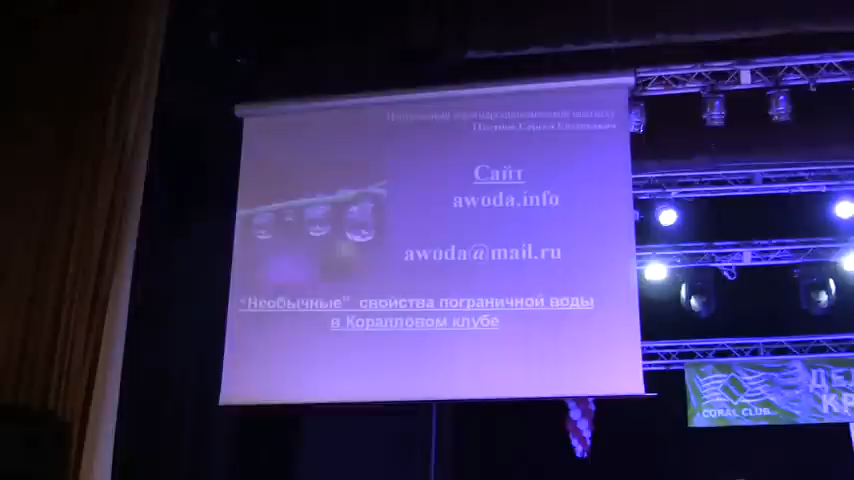 Сайт
awoda.info
awoda@mail.ru
"Необычные" свойства пограничной воды
в Коралловом клубе
CORAL CLUB